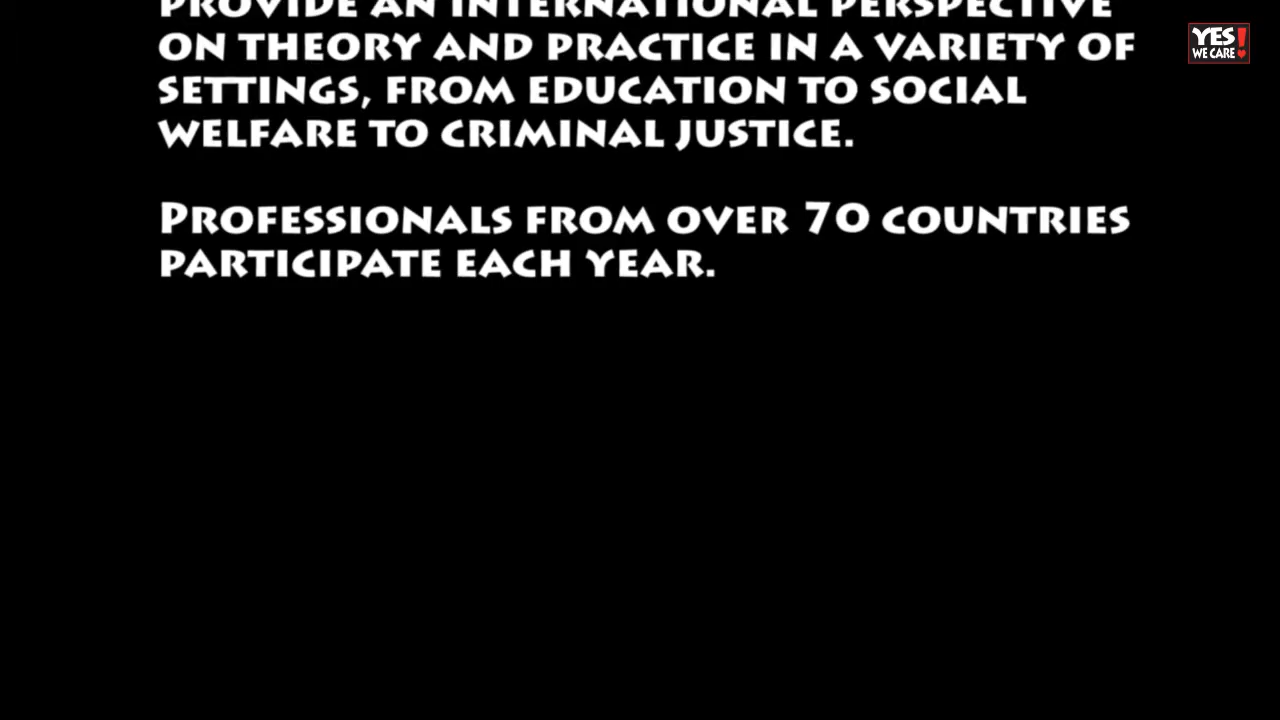 PROVIDE AN INTERNATIONAL PERSPECTIVE
ON THEORY AND PRACTICE IN A VARIETY OF
SETTINGS, FROM EDUCATION TO SOCIAL
WELFARE TO CRIMINAL JUSTICE.
PROFESSIONALS FROM OVER 70 COUNTRIES
PARTICIPATE EACH YEAR.
YES!
WE CARE